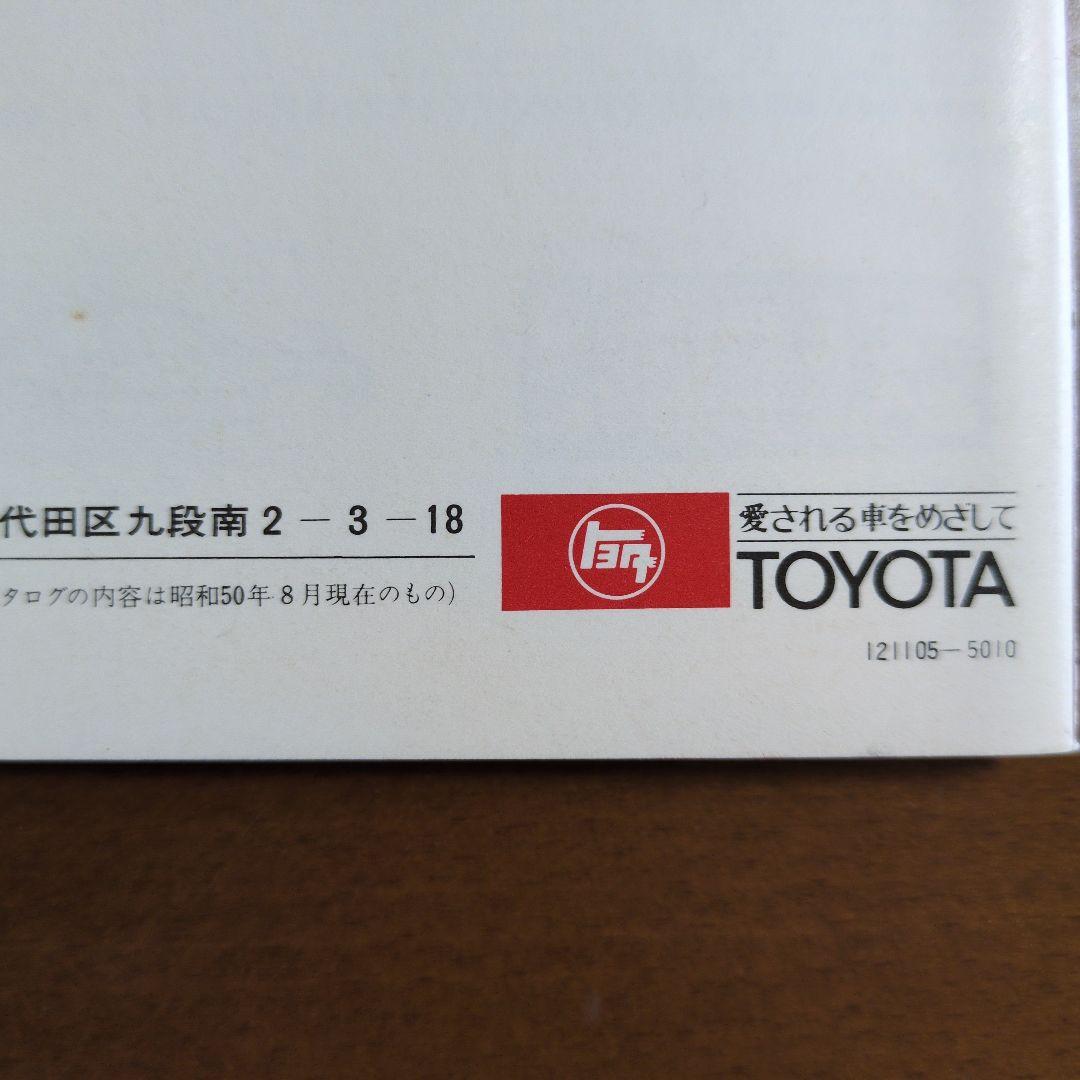 代田区九段南2-3-18
タログの内容は昭和50年8月現在のもの)
トヨタ
愛される車をめざして
TOYOTA
121105-5010